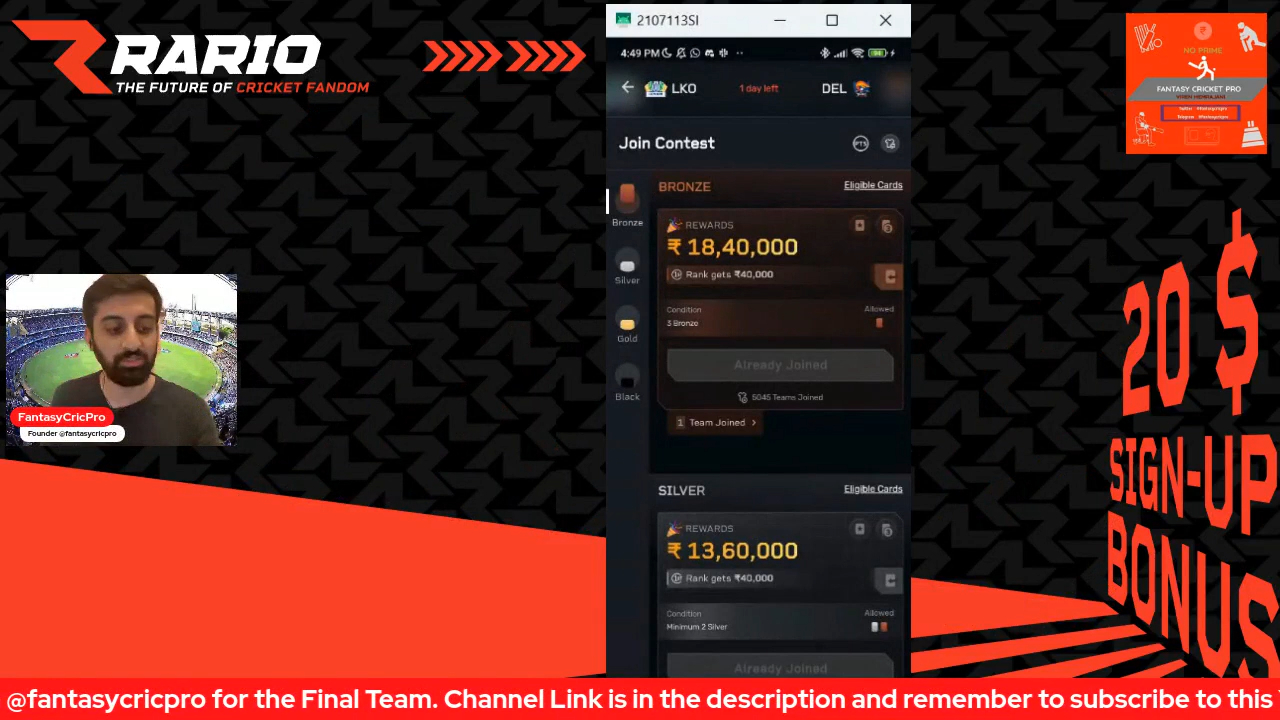 RARIO
THE FUTURE OF CRICKET FANDOM
2107113SI
4:49 PM
LKO
1 day left
DEL
Join Contest
PTS
BRONZE
Eligible Cards
Bronze
Silver
Gold
Black
REWARDS
₹ 18,40,000
Rank gets ₹40,000
Condition
Allowed
3 Bronze
Already Joined
5045 Teams Joined
1 Team Joined >
SILVER
Eligible Cards
REWARDS
₹ 13,60,000
Rank gets ₹40,000
Condition
Allowed
Minimum 2 Silver
Already Joined
FantasyCricPro
Founder @fantasycricpro
NO PRIME
FANTASY CRICKET PRO
20 $
SIGN-UP
BONUS
@fantasycricpro for the Final Team. Channel Link is in the description and remember to subscribe to this